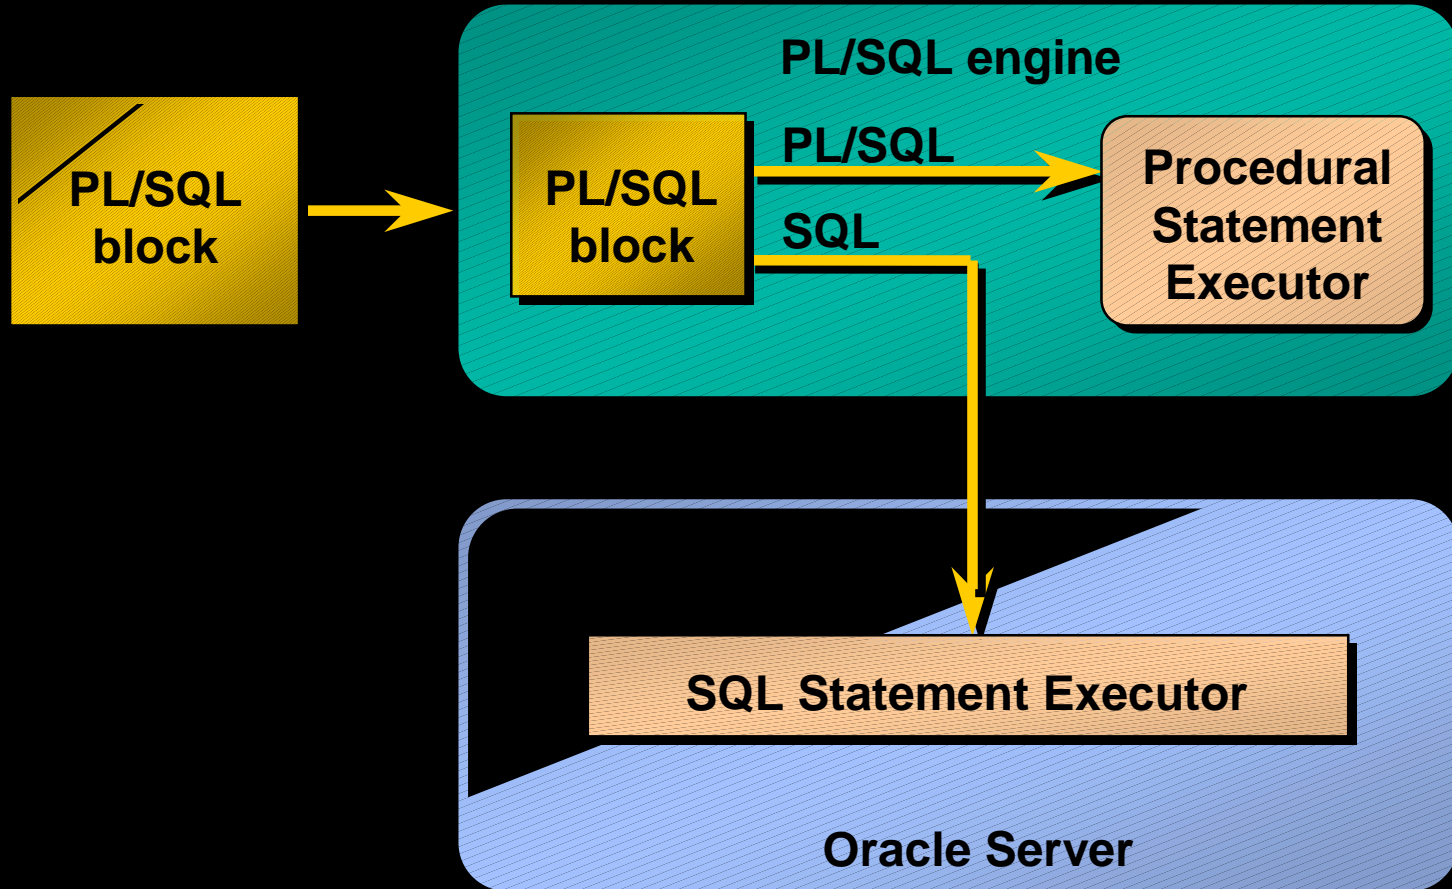 PL/SQL engine
PL/SQL
block
PL/SQL
block
PL/SQL
SQL
Procedural
Statement
Executor
SQL Statement Executor
Oracle Server